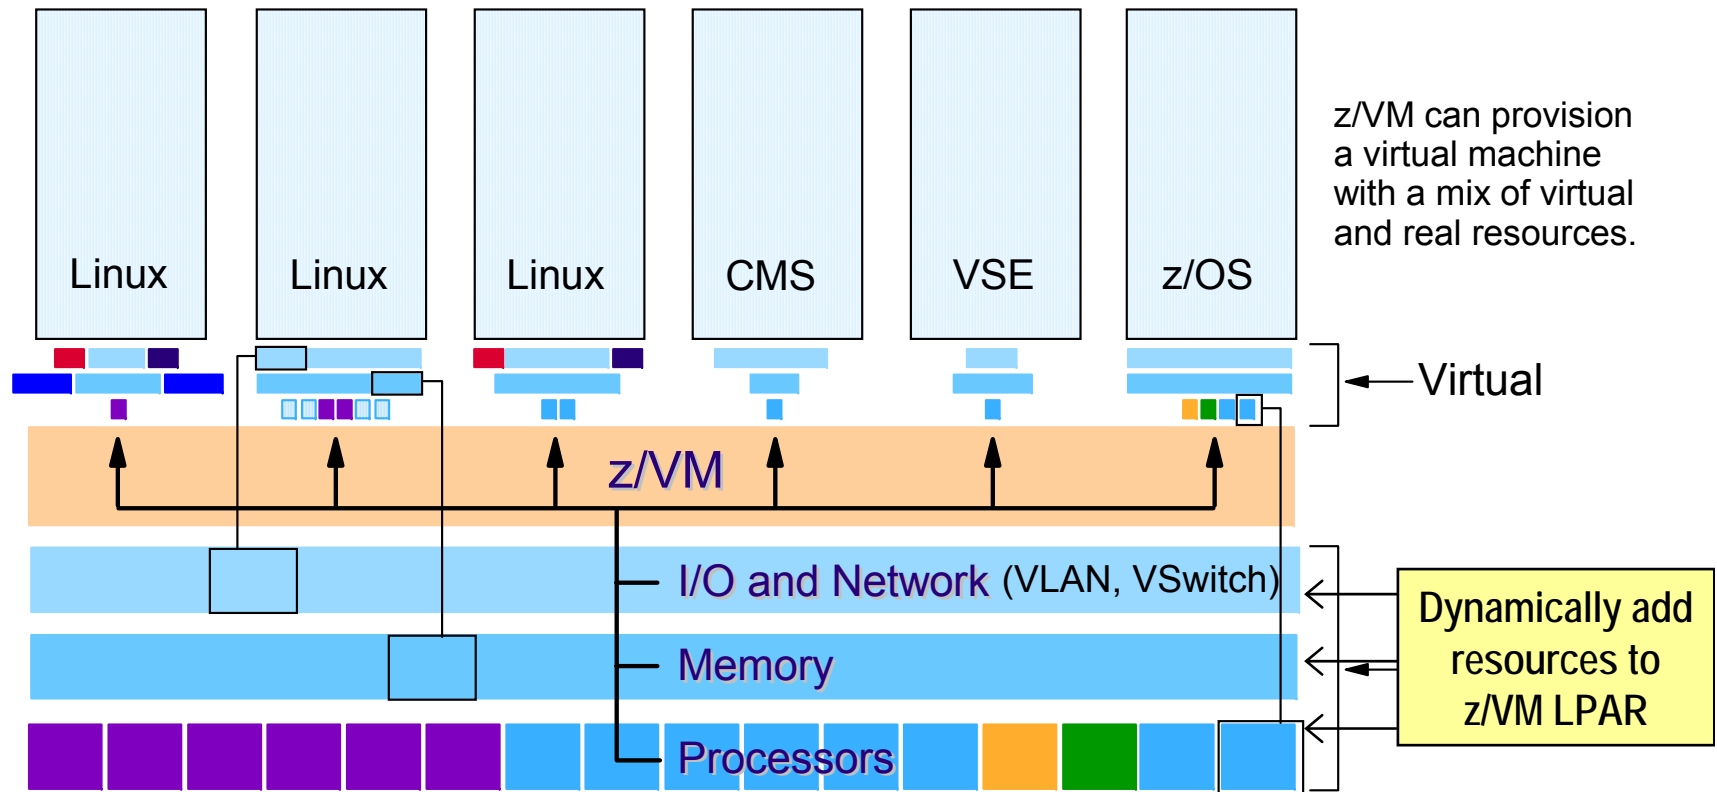 z/VM can provision
a virtual machine
with a mix of virtual
and real resources.
Linux
Linux
Linux
CMS
VSE
z/OS
Virtual
z/VM
I/O and Network (VLAN, VSwitch)
Memory
Processors
Dynamically add
resources to
z/VM LPAR